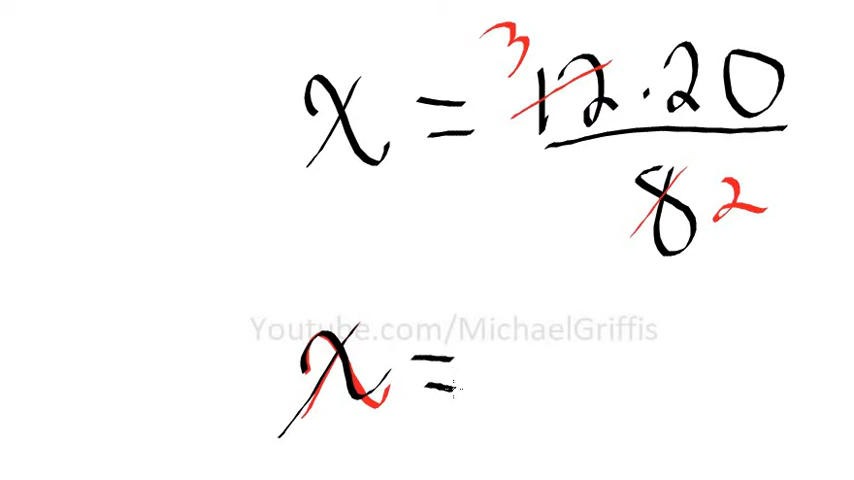 3
x = 12 · 20
8 2
Youtube.com/MichaelGriffis
x =